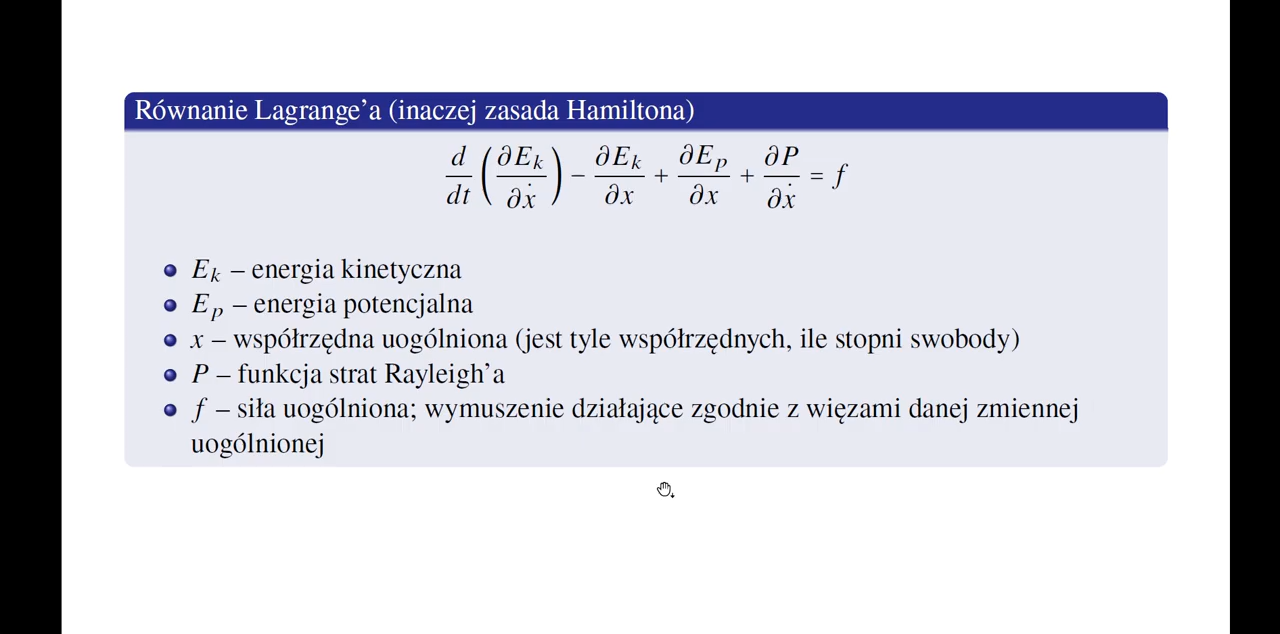 Równanie Lagrange'a (inaczej zasada Hamiltona)
d/dt (∂E_k/∂ẋ) − ∂E_k/∂x + ∂E_p/∂x + ∂P/∂ẋ = f
E_k – energia kinetyczna
E_p – energia potencjalna
x – współrzędna uogólniona (jest tyle współrzędnych, ile stopni swobody)
P – funkcja strat Rayleigh'a
f – siła uogólniona; wymuszenie działające zgodnie z więzami danej zmiennej
uogólnionej